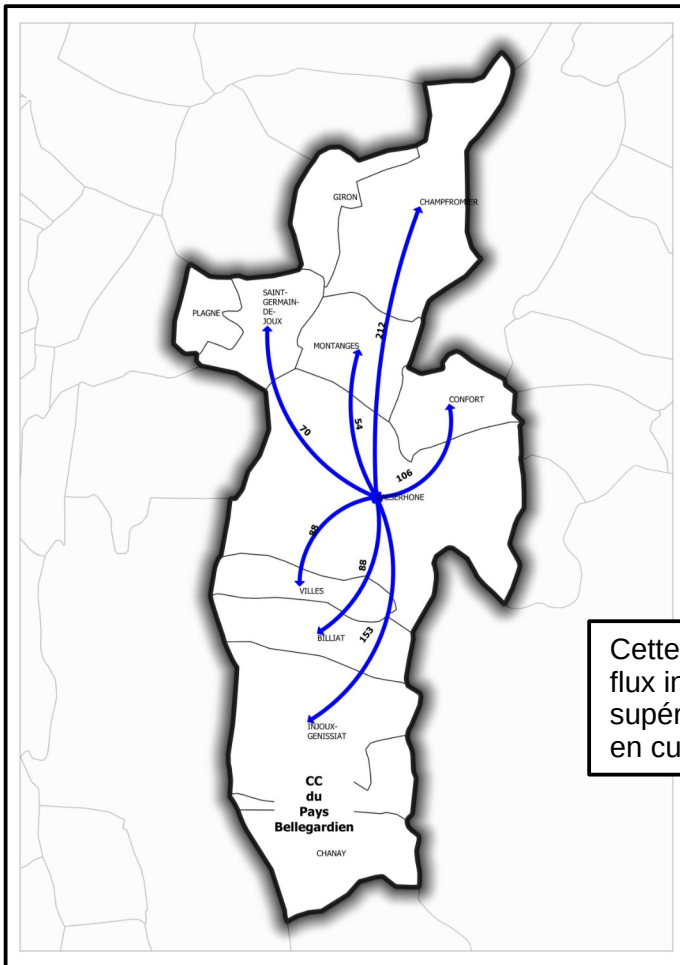 GIRON
CHAMPFROMIER
PLAGNE
SAINT-
GERMAIN-
DE-
JOUX
212
MONTANGES
CONFORT
54
70
106
88
88
VILLES
BILLIAT
153
Cette
flux in
supér
en cu
INJOUX-
GENISSIAT
CC
du
Pays
Bellegardien
CHANAY